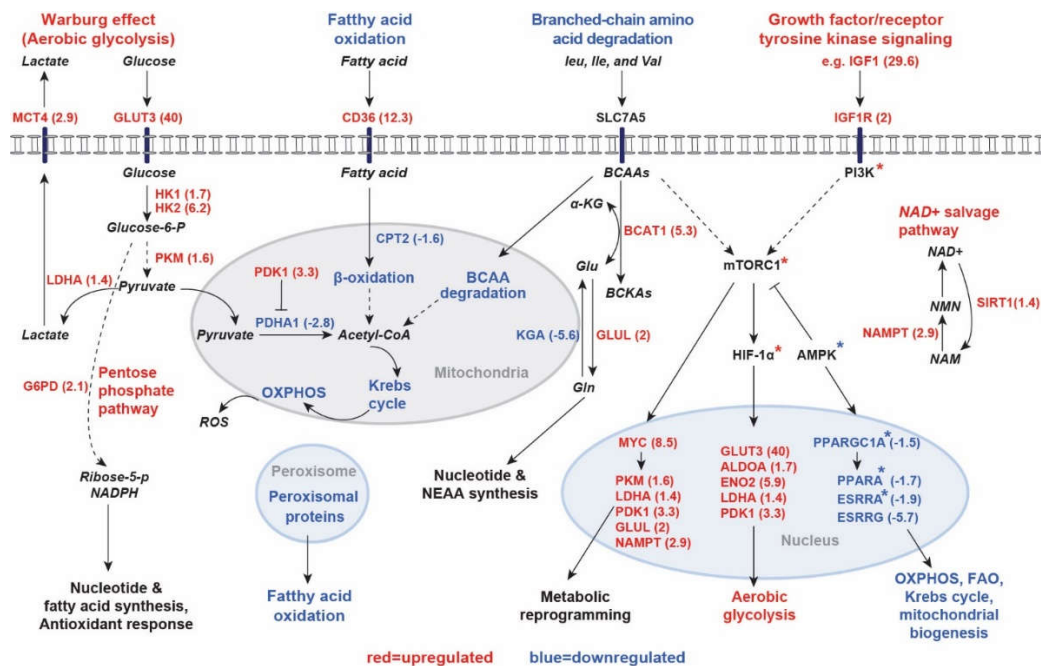 Warburg effect
(Aerobic glycolysis)
Fatthy acid
oxidation
Branched-chain amino
acid degradation
Growth factor/receptor
tyrosine kinase signaling
Lactate
Glucose
Fatty acid
leu, Ile, and Val
e.g. IGF1 (29.6)
MCT4 (2.9)
GLUT3 (40)
CD36 (12.3)
SLC7A5
IGF1R (2)
Glucose
Fatty acid
BCAAs
PI3K*
HK1 (1.7)
HK2 (6.2)
Glucose-6-P
α-KG
BCAT1 (5.3)
NAD+ salvage
pathway
CPT2 (-1.6)
PKM (1.6)
LDHA (1.4)
Pyruvate
PDK1 (3.3)
β-oxidation
BCAA
degradation
Glu
BCKAs
mTORC1*
NAD+
NMN
SIRT1(1.4)
NAMPT (2.9)
NAM
Lactate
Pyruvate
PDHA1 (-2.8)
Acetyl-CoA
KGA (-5.6)
GLUL (2)
HIF-1α*
AMPK*
Mitochondria
G6PD (2.1)
Pentose
phosphate
pathway
OXPHOS
Krebs
cycle
Gln
ROS
Ribose-5-p
NADPH
Peroxisome
Peroxisomal
proteins
Nucleotide &
NEAA synthesis
MYC (8.5)
PKM (1.6)
LDHA (1.4)
PDK1 (3.3)
GLUL (2)
NAMPT (2.9)
GLUT3 (40)
ALDOA (1.7)
ENO2 (5.9)
LDHA (1.4)
PDK1 (3.3)
PPARGC1A* (-1.5)
PPARA* (-1.7)
ESRRA* (-1.9)
ESRRG (-5.7)
Nucleus
Nucleotide &
fatty acid synthesis,
Antioxidant response
Fatthy acid
oxidation
Metabolic
reprogramming
Aerobic
glycolysis
OXPHOS, FAO,
Krebs cycle,
mitochondrial
biogenesis
red=upregulated
blue=downregulated